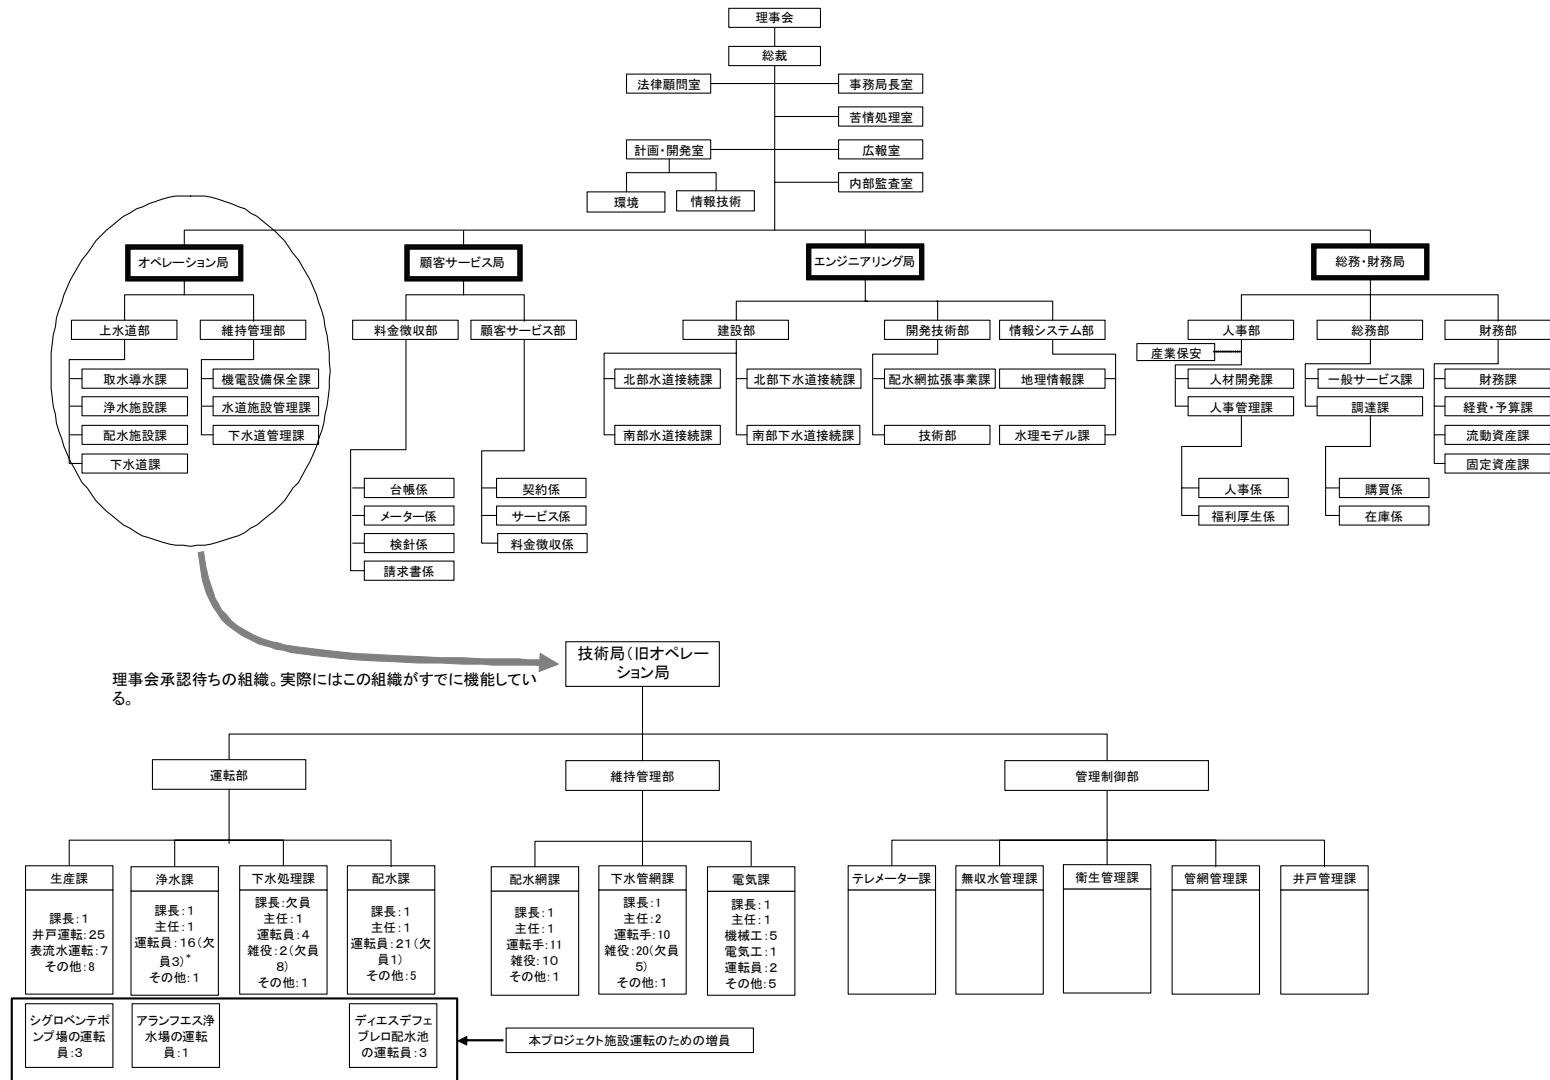 理事会
総裁
法律顧問室
事務局長室
苦情処理室
計画・開発室
広報室
内部監査室
環境
情報技術
オペレーション局
顧客サービス局
エンジニアリング局
総務・財務局
上水道部
維持管理部
料金徴収部
顧客サービス部
建設部
開発技術部
情報システム部
人事部
総務部
財務部
産業保安
取水導水課
機電設備保全課
北部水道接続課
北部下水道接続課
配水網拡張事業課
地理情報課
人材開発課
一般サービス課
財務課
浄水施設課
水道施設管理課
人事管理課
調達課
経費・予算課
配水施設課
下水道管理課
南部水道接続課
南部下水道接続課
技術部
水理モデル課
流動資産課
下水道課
固定資産課
台帳係
契約係
人事係
購買係
メーター係
サービス係
福利厚生係
在庫係
検針係
料金徴収係
請求書係
技術局(旧オペレー
ション局
理事会承認待ちの組織。実際にはこの組織がすでに機能してい
る。
運転部
維持管理部
管理制御部
生産課
課長:1
井戸運転:25
表流水運転:7
その他:8
浄水課
課長:1
主任:1
運転員:16(欠
員3)*
その他:1
下水処理課
課長:欠員
主任:1
運転員:4
雑役:2(欠員
8)
その他:1
配水課
課長:1
主任:1
運転員:21(欠
員1)
その他:5
配水網課
課長:1
主任:1
運転手:11
雑役:10
その他:1
下水管網課
課長:1
主任:2
運転手:10
雑役:20(欠員
5)
その他:1
電気課
課長:1
主任:1
機械工:5
電気工:1
運転員:2
その他:5
テレメーター課
無収水管理課
衛生管理課
管網管理課
井戸管理課
シグロベンテポ
ンプ場の運転
員:3
アランフエス浄
水場の運転
員:1
ディエスデフェ
ブレロ配水池
の運転員:3
本プロジェクト施設運転のための増員